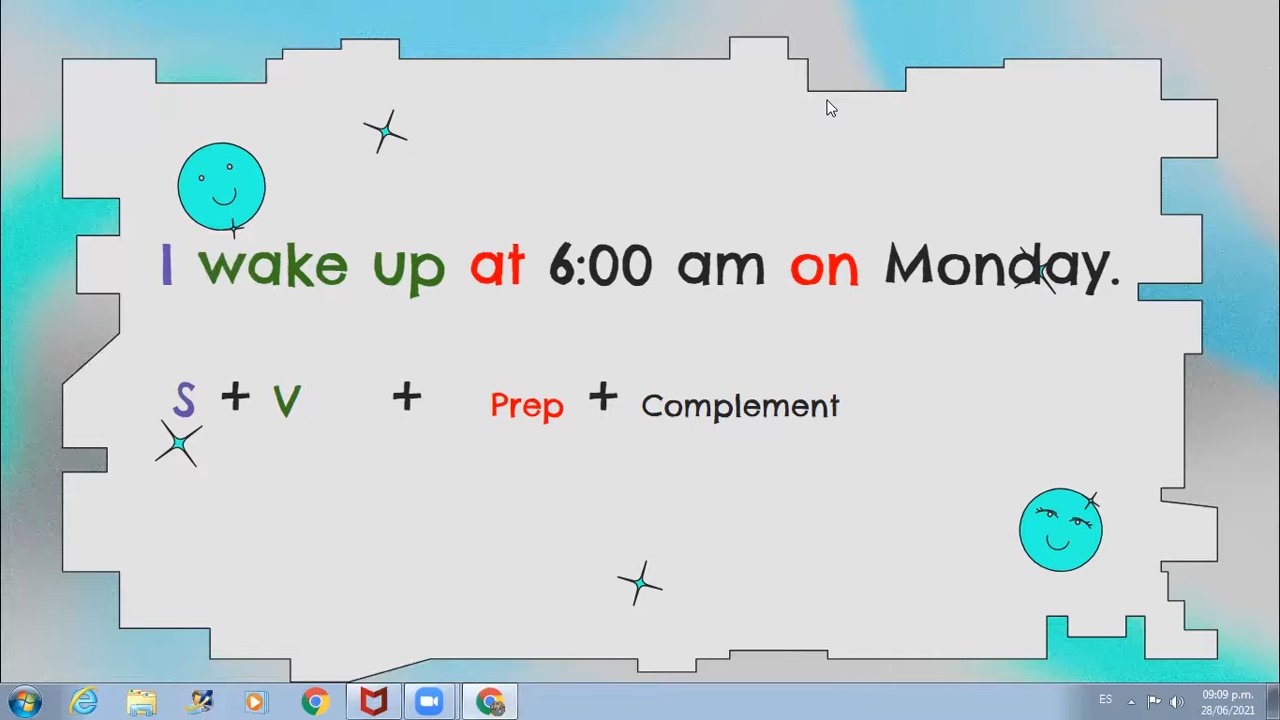 I wake up at 6:00 am on Monday.
S + V + Prep + Complement
ES
09:09 p.m.
28/06/2021